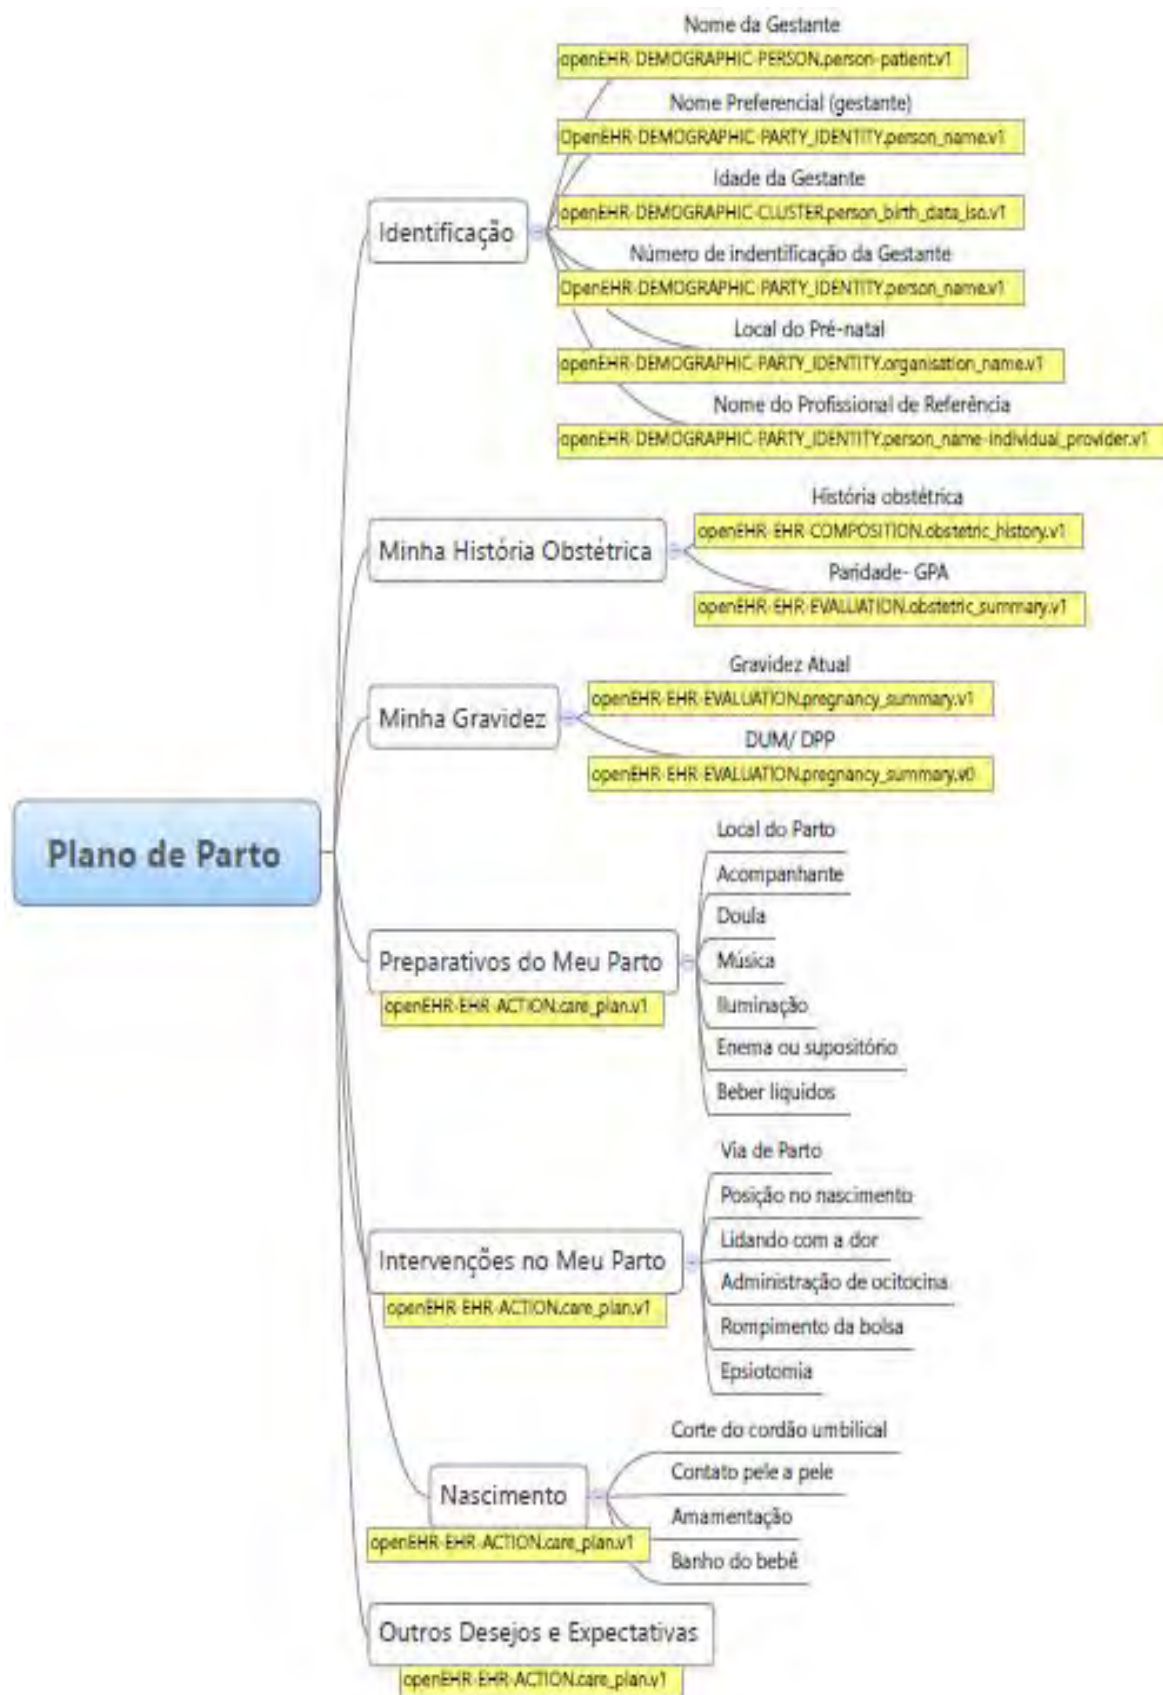 Nome da Gestante
openEHR-DEMOGRAPHIC-PERSON.person-patient.v1
Nome Preferencial (gestante)
OpenEHR-DEMOGRAPHIC-PARTY_IDENTITY.person_name.v1
Idade da Gestante
openEHR-DEMOGRAPHIC-CLUSTER.person_birth_data_iso.v1
Identificação
Número de indentificação da Gestante
OpenEHR-DEMOGRAPHIC-PARTY_IDENTITY.person_name.v1
Local do Pré-natal
openEHR-DEMOGRAPHIC-PARTY_IDENTITY.organisation_name.v1
Nome do Profissional de Referência
openEHR-DEMOGRAPHIC-PARTY_IDENTITY.person_name-individual_provider.v1
História obstétrica
openEHR-EHR-COMPOSITION.obstetric_history.v1
Minha História Obstétrica
Paridade- GPA
openEHR-EHR-EVALUATION.obstetric_summary.v1
Gravidez Atual
openEHR-EHR-EVALUATION.pregnancy_summary.v1
Minha Gravidez
DUM/ DPP
openEHR-EHR-EVALUATION.pregnancy_summary.v0
Plano de Parto
Local do Parto
Acompanhante
Doula
Preparativos do Meu Parto
Música
openEHR-EHR-ACTION.care_plan.v1
Iluminação
Enema ou supositório
Beber liquidos
Via de Parto
Posição no nascimento
Lidando com a dor
Intervenções no Meu Parto
Administração de ocitocina
openEHR-EHR-ACTION.care_plan.v1
Rompimento da bolsa
Epsiotomia
Corte do cordão umbilical
Contato pele a pele
Nascimento
Amamentação
openEHR-EHR-ACTION.care_plan.v1
Banho do bebê
Outros Desejos e Expectativas
openEHR-EHR-ACTION.care_plan.v1